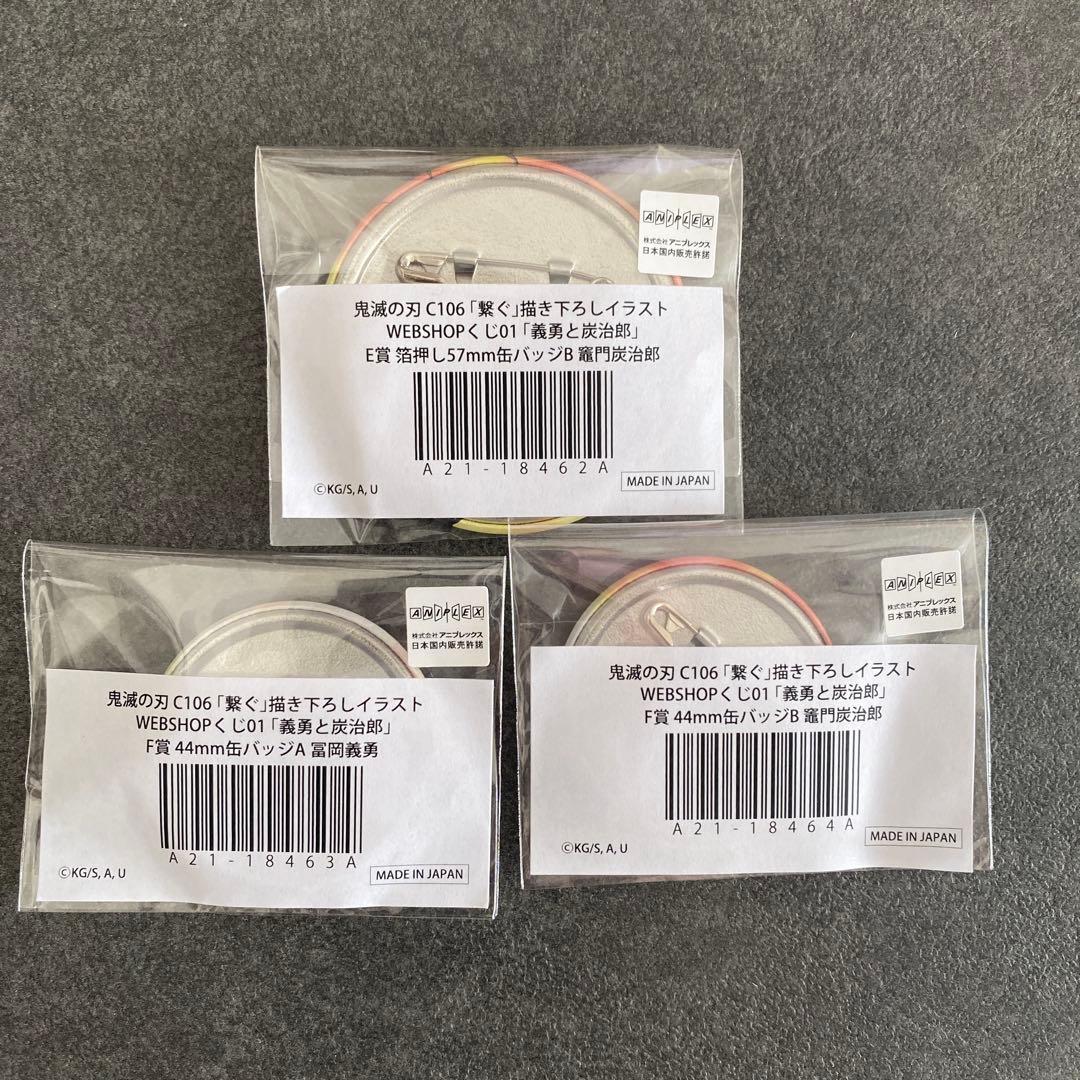 ANIPLEX
株式会社アニプレックス
日本国内販売許諾
鬼滅の刃 C106「繋ぐ」描き下ろしイラスト
WEBSHOPくじ01「義勇と炭治郎」
E賞 箔押し57mm缶バッジB 竈門炭治郎
A21-18462A
©KG/S, A, U
MADE IN JAPAN
ANIPLEX
株式会社アニプレックス
日本国内販売許諾
鬼滅の刃 C106「繋ぐ」描き下ろしイラスト
WEBSHOPくじ01「義勇と炭治郎」
F賞 44mm缶バッジA 冨岡義勇
A21-18463A
©KG/S, A, U
MADE IN JAPAN
ANIPLEX
株式会社アニプレックス
日本国内販売許諾
鬼滅の刃 C106「繋ぐ」描き下ろしイラスト
WEBSHOPくじ01「義勇と炭治郎」
F賞 44mm缶バッジB 竈門炭治郎
A21-18464A
©KG/S, A, U
MADE IN JAPAN